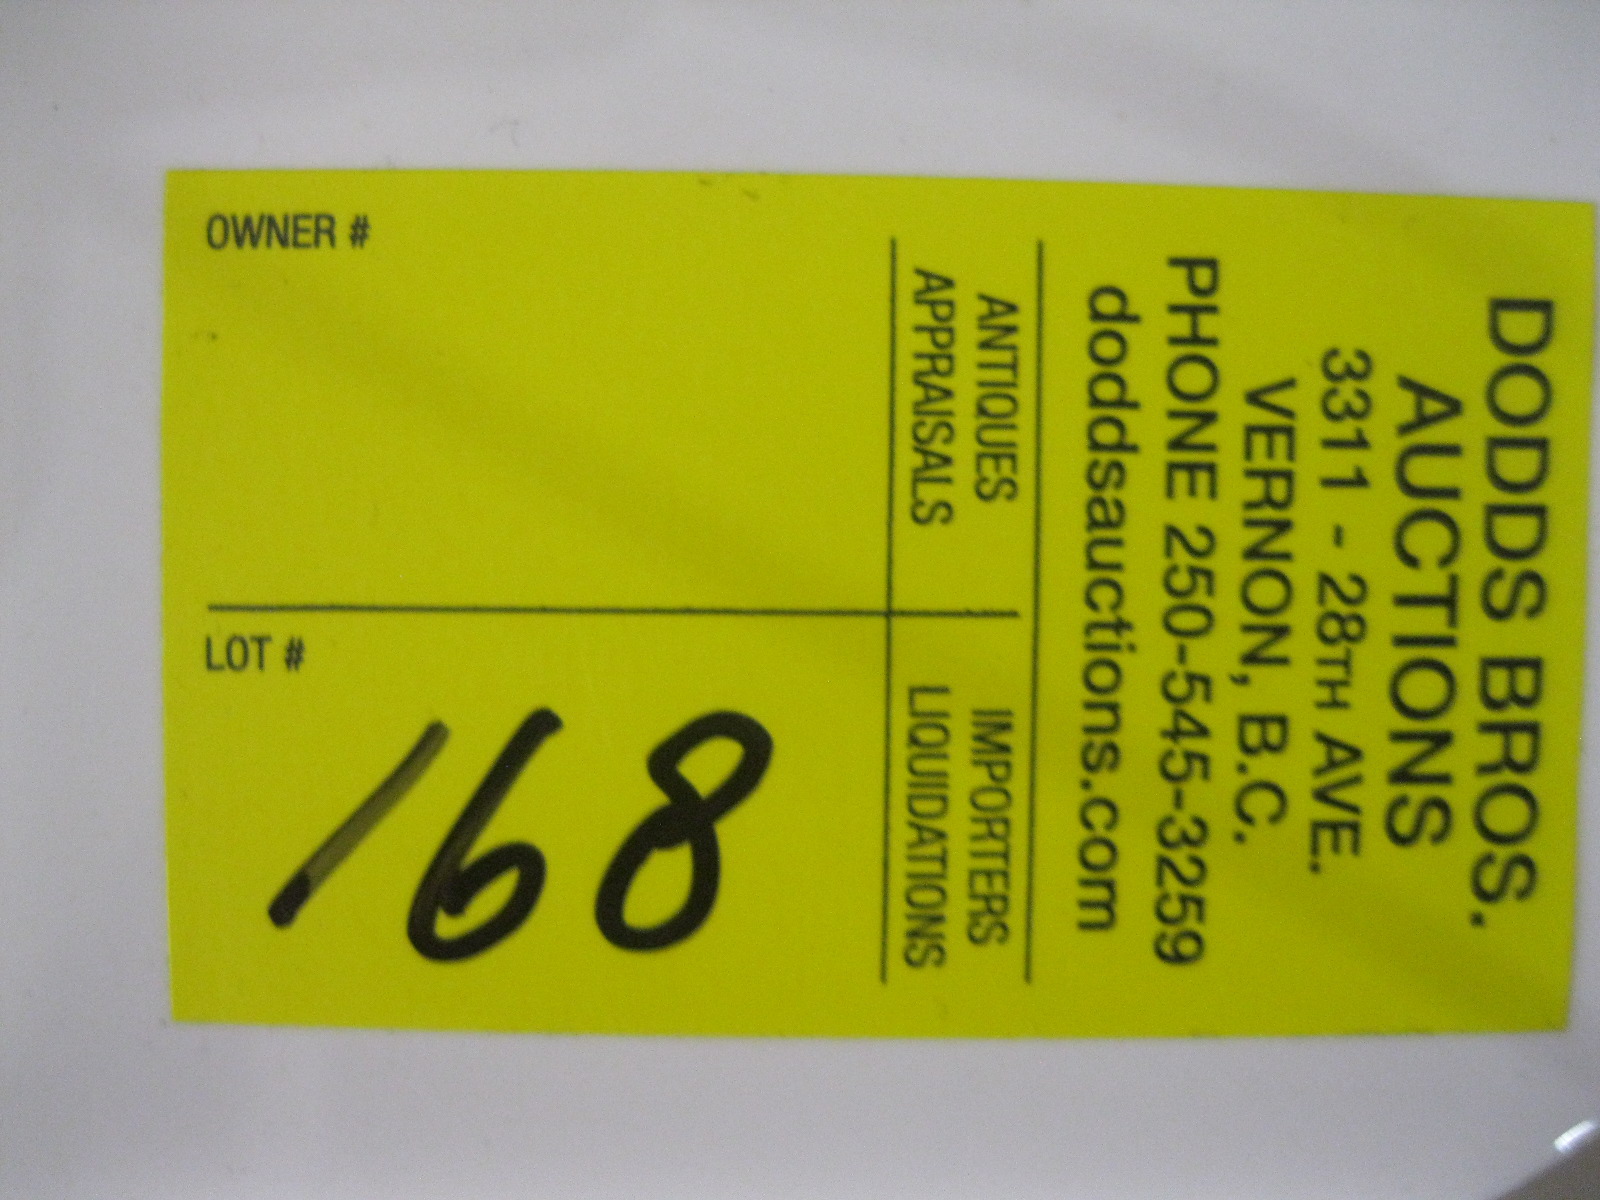 DODDS BROS.
AUCTIONS
3311 - 28TH AVE.
VERNON, B.C.
PHONE 250-545-3259
doddsauctions.com
ANTIQUES
APPRAISALS
IMPORTERS
LIQUIDATIONS
OWNER #
LOT #
168